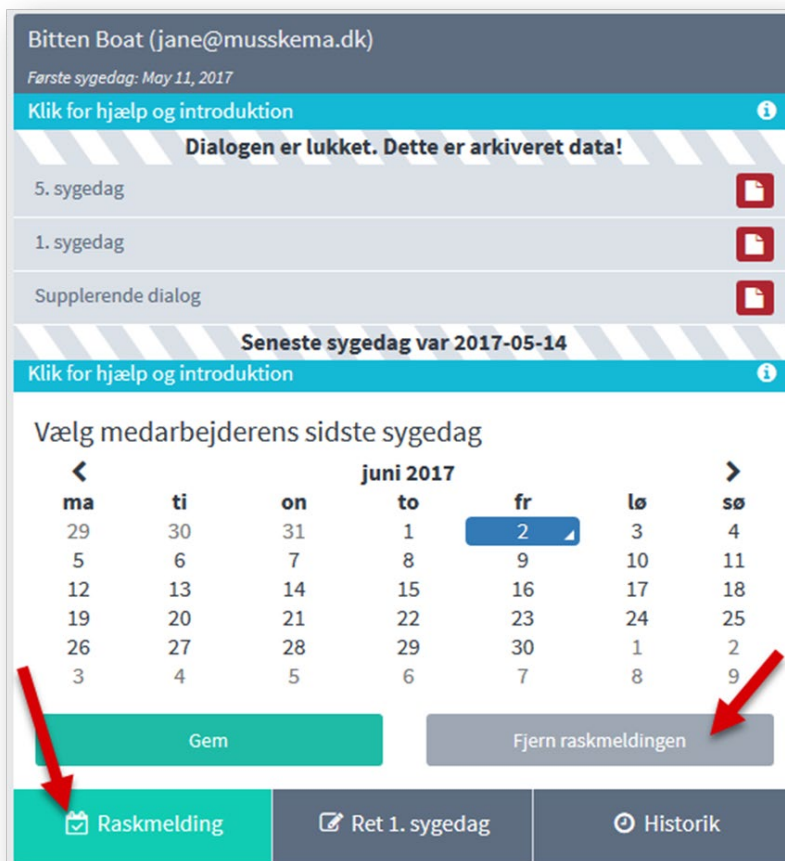 Bitten Boat (jane@musskema.dk)
Første sygedag: May 11, 2017
Klik for hjælp og introduktion
Dialogen er lukket. Dette er arkiveret data!
5. sygedag
1. sygedag
Supplerende dialog
Seneste sygedag var 2017-05-14
Klik for hjælp og introduktion
Vælg medarbejderens sidste sygedag
juni 2017
ma ti on to fr lø sø
29 30 31 1 2 3 4
5 6 7 8 9 10 11
12 13 14 15 16 17 18
19 20 21 22 23 24 25
26 27 28 29 30 1 2
3 4 5 6 7 8 9
Gem Fjern raskmeldingen
Raskmelding Ret 1. sygedag Historik